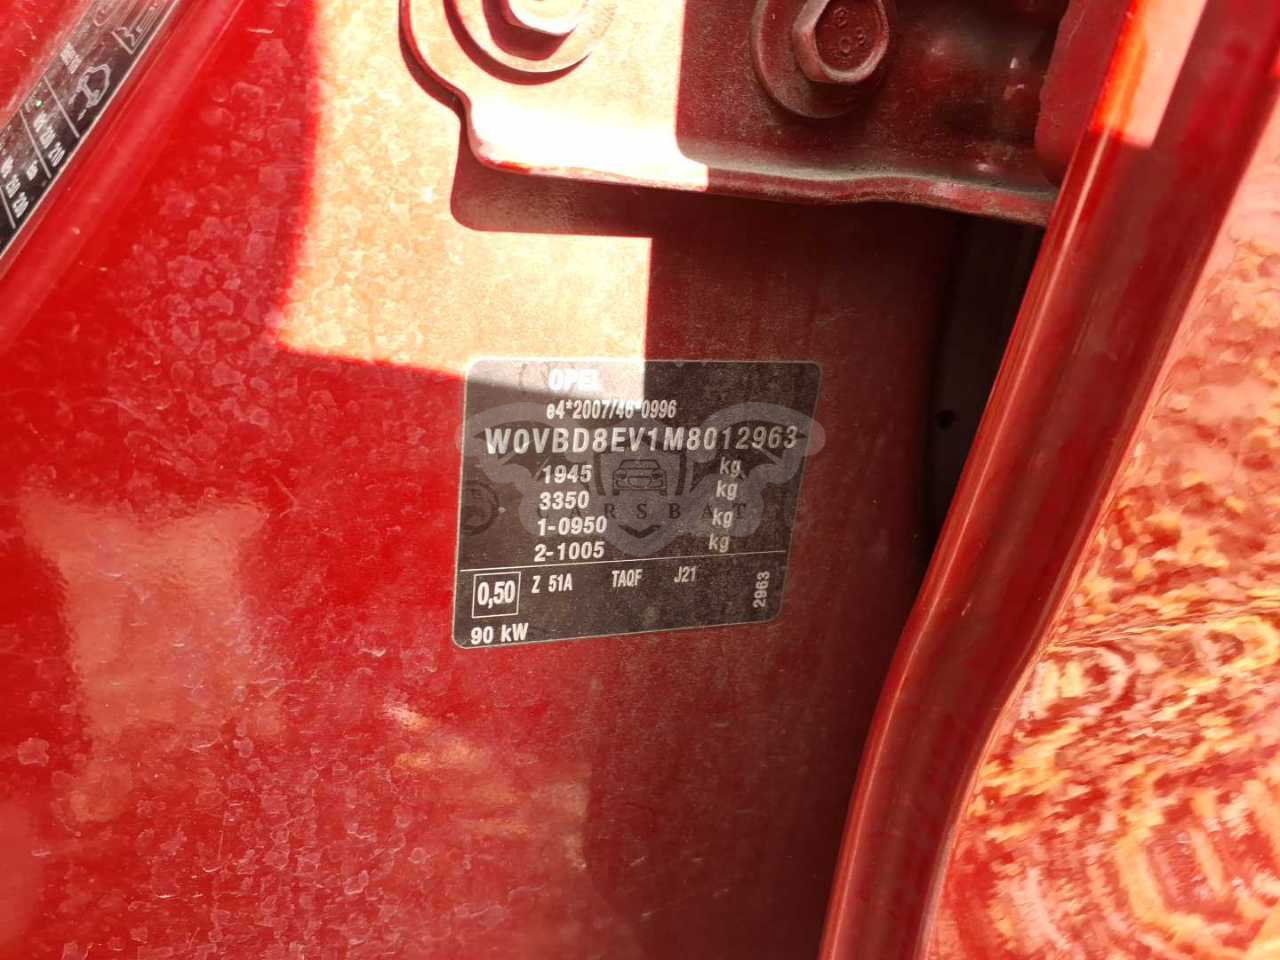 OPEL
e4*2007/46*0996
W0VBD8EV1M8012963
1945 kg
3350 kg
1-0950 kg
2-1005 kg
0,50 Z 51A TAQF J21
2963
90 kW
CARSBAT